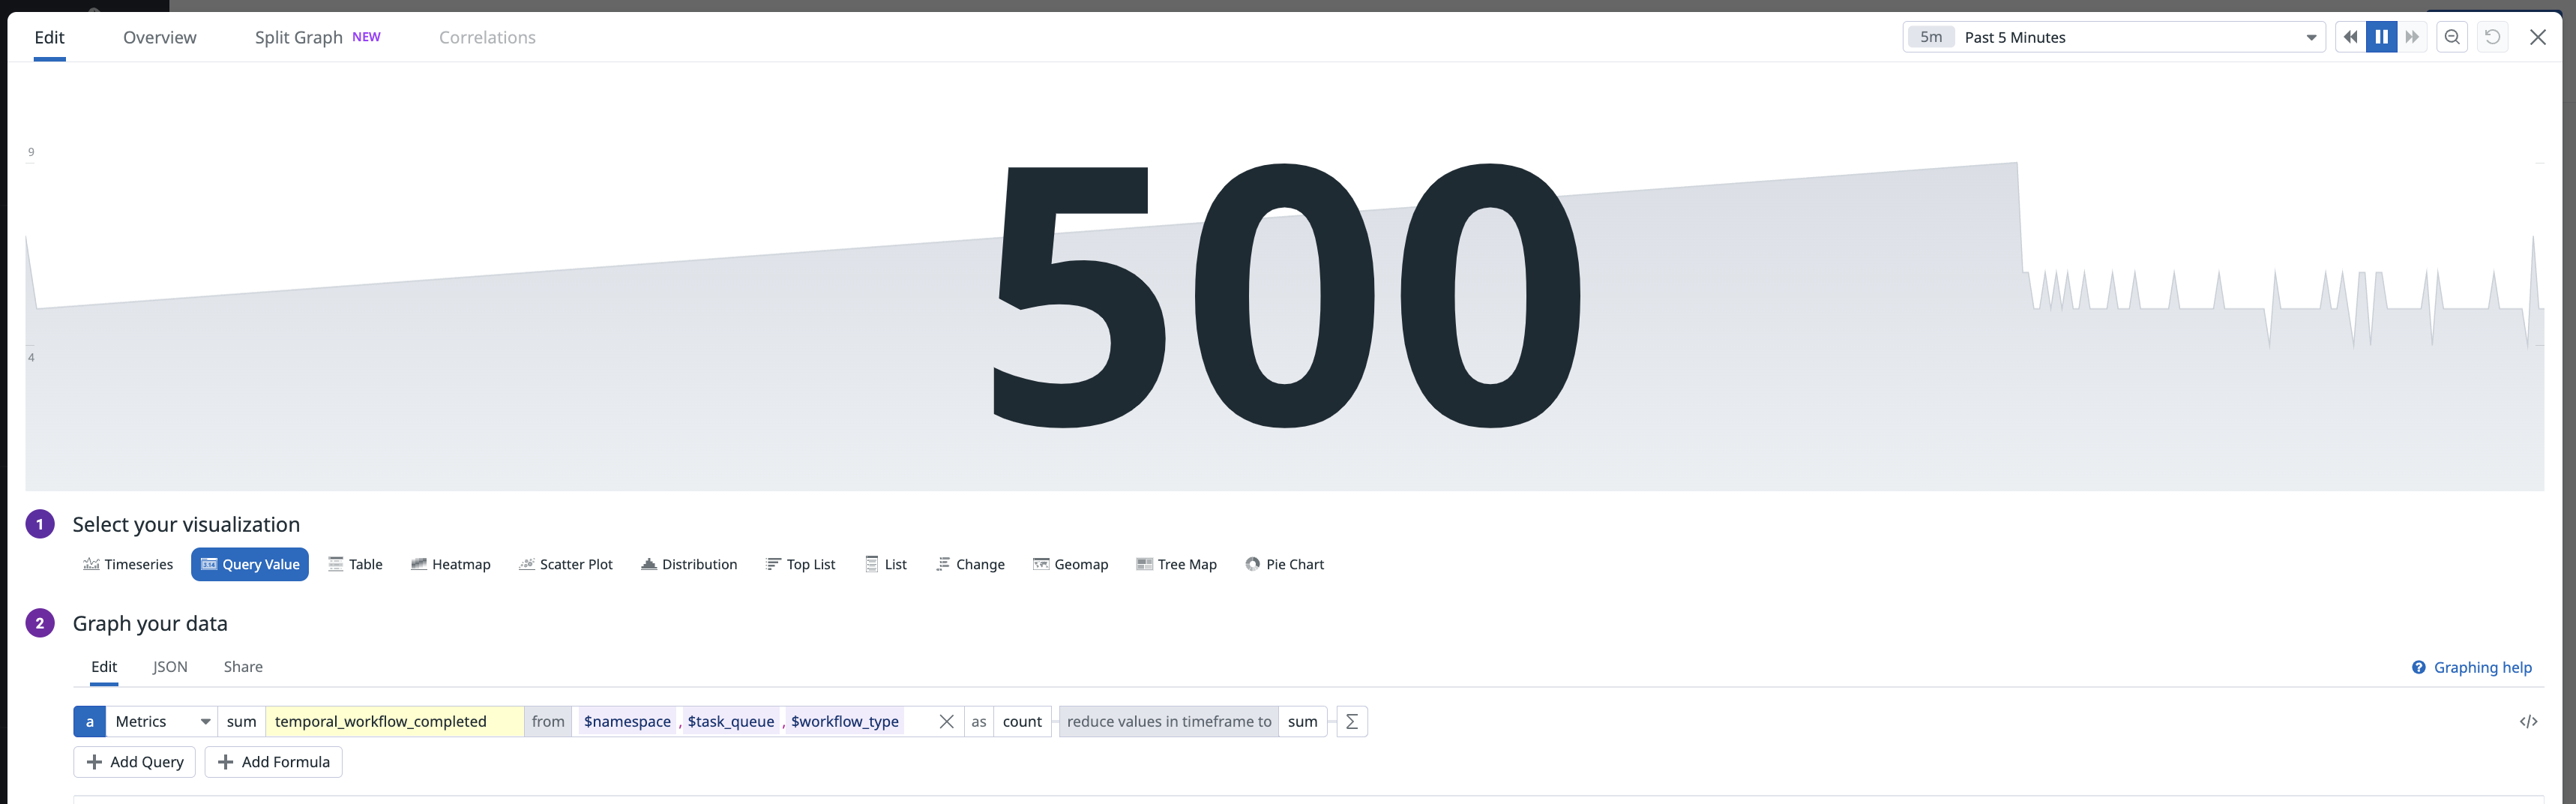 Edit Overview Split Graph NEW Correlations 5m Past 5 Minutes
9
500
4
1 Select your visualization
Timeseries Query Value Table Heatmap Scatter Plot Distribution Top List List Change Geomap Tree Map Pie Chart
2 Graph your data
Edit JSON Share Graphing help
a Metrics sum temporal_workflow_completed from $namespace , $task_queue , $workflow_type as count reduce values in timeframe to sum Σ </>
Add Query Add Formula